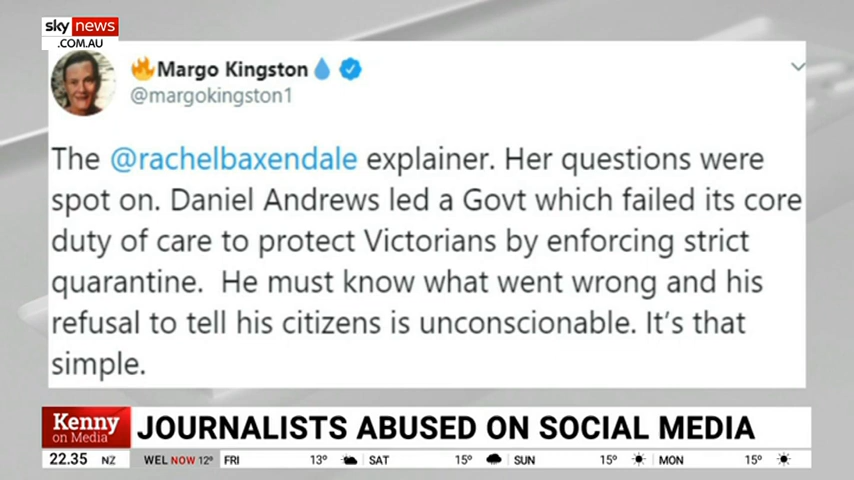 sky news
.COM.AU
🔥Margo Kingston💧
@margokingston1
The @rachelbaxendale explainer. Her questions were
spot on. Daniel Andrews led a Govt which failed its core
duty of care to protect Victorians by enforcing strict
quarantine.  He must know what went wrong and his
refusal to tell his citizens is unconscionable. It's that
simple.
Kenny
on Media
JOURNALISTS ABUSED ON SOCIAL MEDIA
22.35 NZ WEL NOW 12° FRI 13° SAT 15° SUN 15° MON 15°